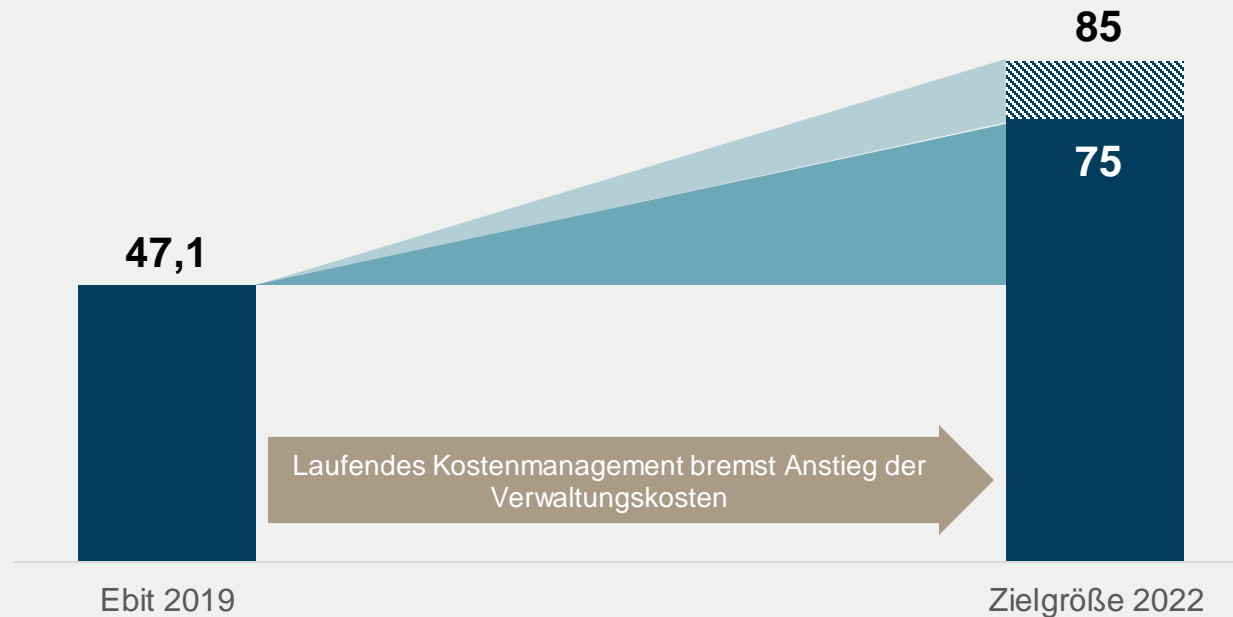 85
75
47,1
Laufendes Kostenmanagement bremst Anstieg der
Verwaltungskosten
Ebit 2019
Zielgröße 2022